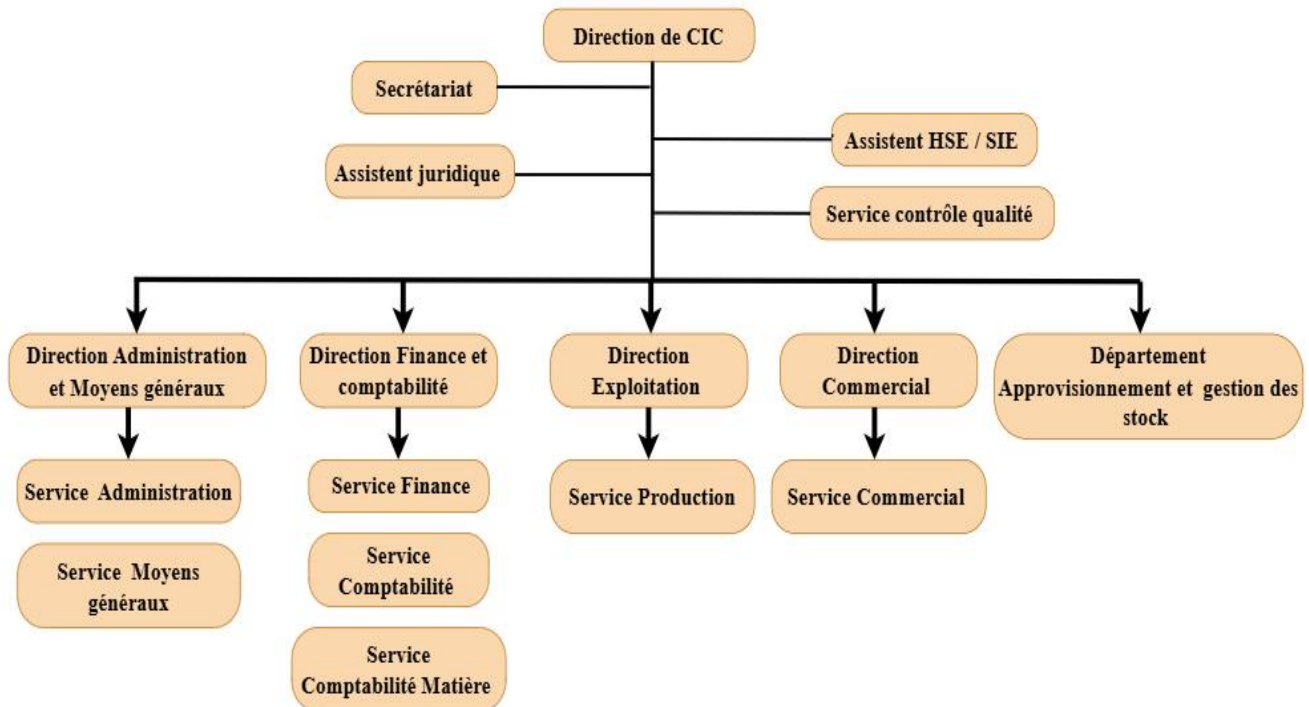 Direction de CIC
Secrétariat
Assistent HSE / SIE
Assistent juridique
Service contrôle qualité
Direction Administration
et Moyens généraux
Direction Finance et
comptabilité
Direction
Exploitation
Direction
Commercial
Département
Approvisionnement et gestion des
stock
Service Administration
Service Finance
Service Production
Service Commercial
Service Moyens
généraux
Service
Comptabilité
Service
Comptabilité Matière